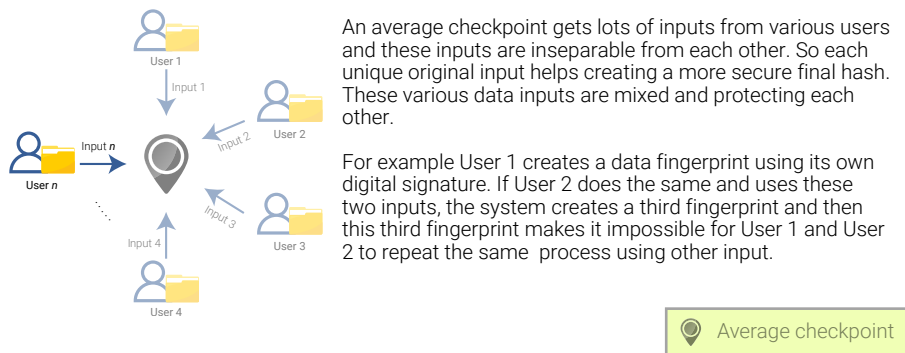 User 1
Input 1
User 2
Input 2
Input n
User n
Input 3
User 3
Input 4
User 4
An average checkpoint gets lots of inputs from various users
and these inputs are inseparable from each other. So each
unique original input helps creating a more secure final hash.
These various data inputs are mixed and protecting each
other.
For example User 1 creates a data fingerprint using its own
digital signature. If User 2 does the same and uses these
two inputs, the system creates a third fingerprint and then
this third fingerprint makes it impossible for User 1 and User
2 to repeat the same  process using other input.
Average checkpoint